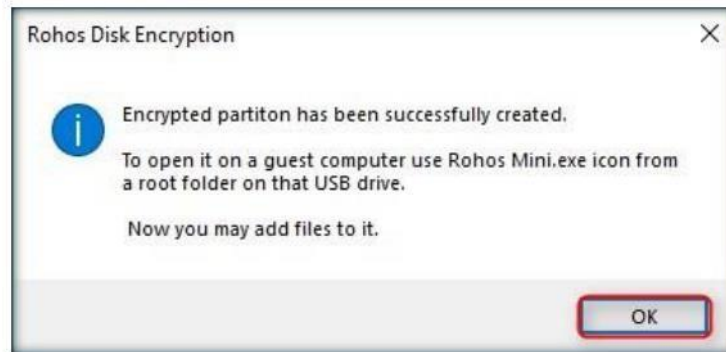 Rohos Disk Encryption
Encrypted partiton has been successfully created.
To open it on a guest computer use Rohos Mini.exe icon from
a root folder on that USB drive.
Now you may add files to it.
OK